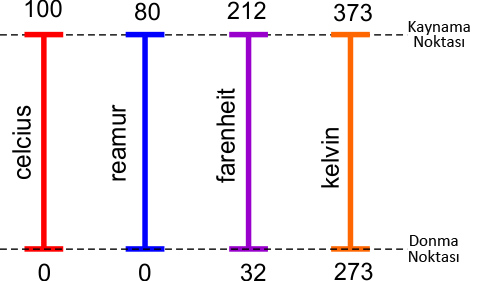 100 80 212 373
Kaynama
Noktası
celcius
reamur
farenheit
kelvin
Donma
Noktası
0 0 32 273